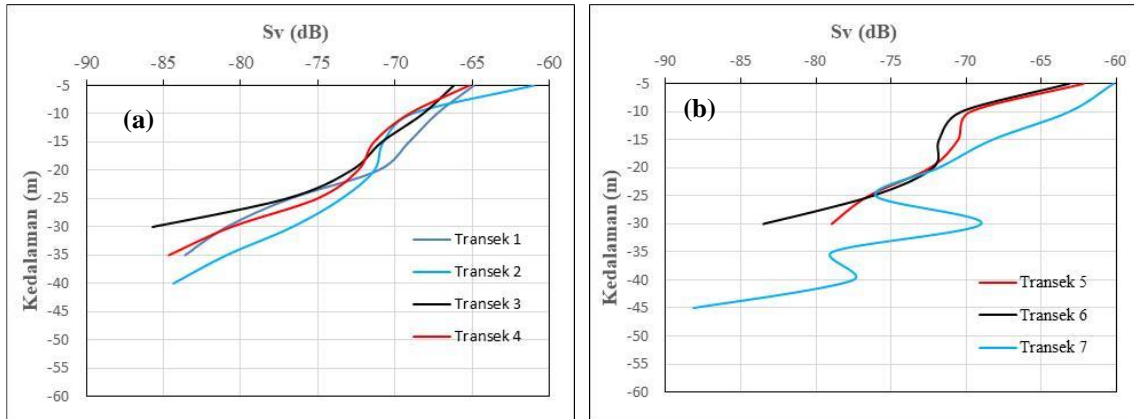 Sv (dB)
-90 -85 -80 -75 -70 -65 -60
-5
-10
-15
-20
-25
-30
-35
-40
-45
-50
-55
-60
Kedalaman (m)
(a)
Transek 1
Transek 2
Transek 3
Transek 4
Sv (dB)
-90 -85 -80 -75 -70 -65 -60
-5
-10
-15
-20
-25
-30
-35
-40
-45
-50
-55
-60
Kedalaman (m)
(b)
Transek 5
Transek 6
Transek 7